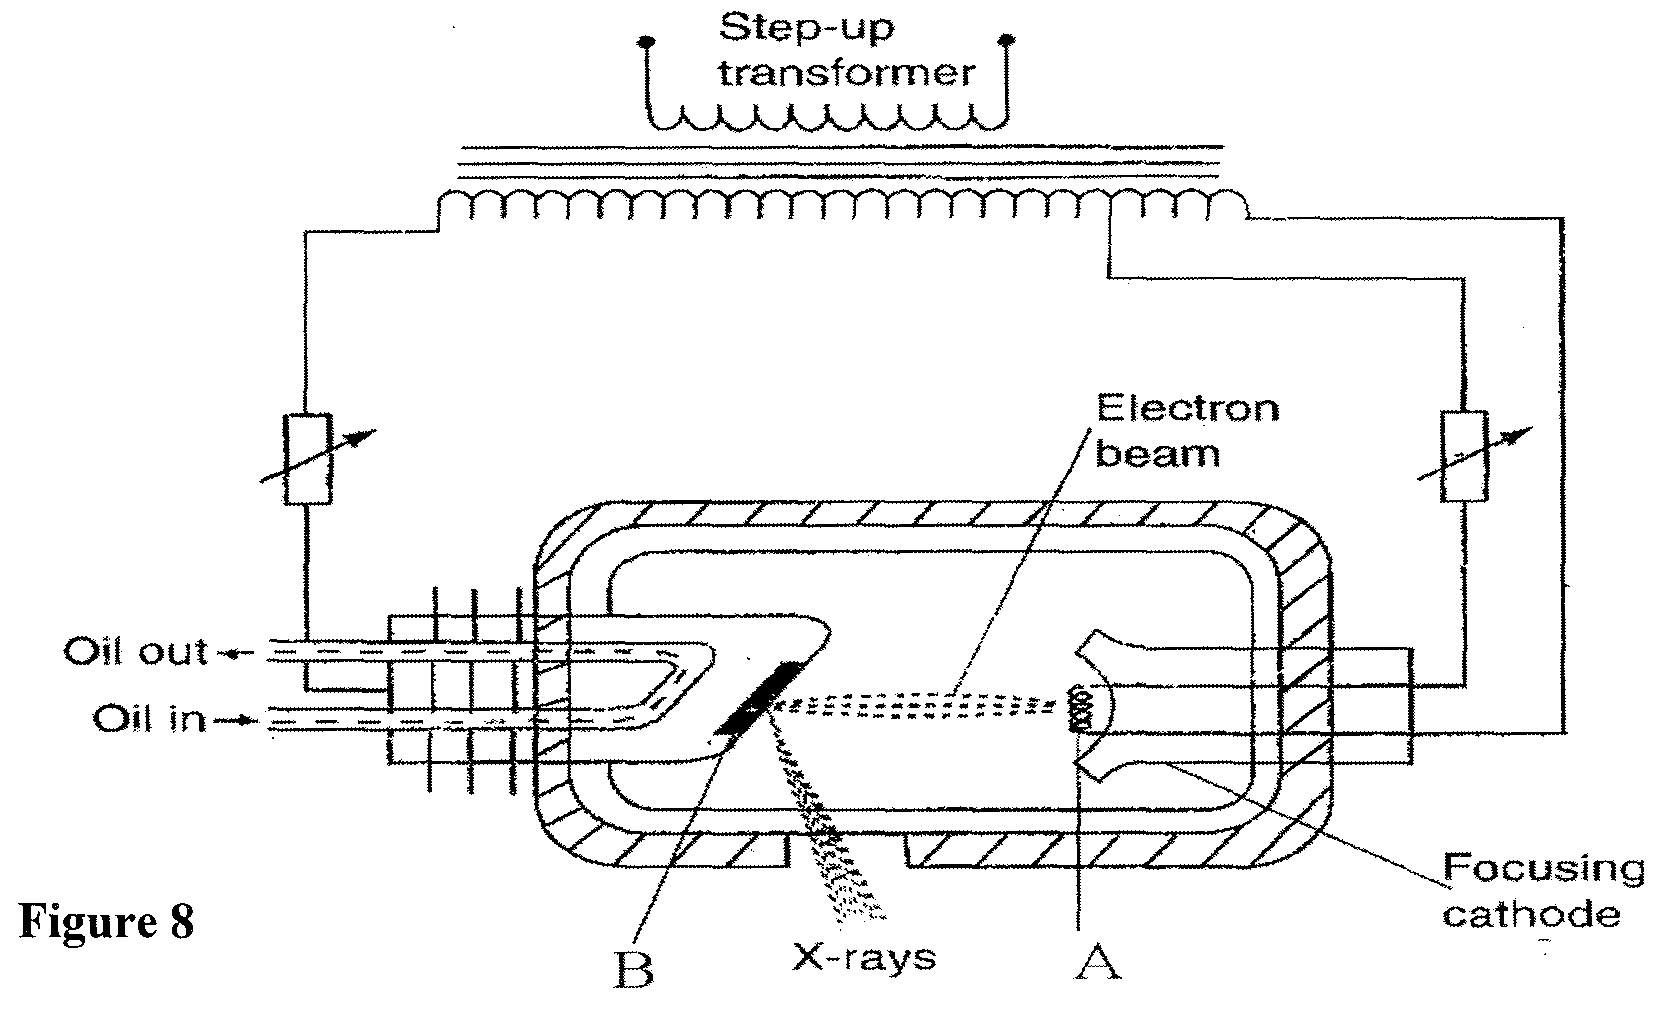 Step-up
transformer
Electron
beam
Oil out
Oil in
Focusing
cathode
Figure 8
B
X-rays
A